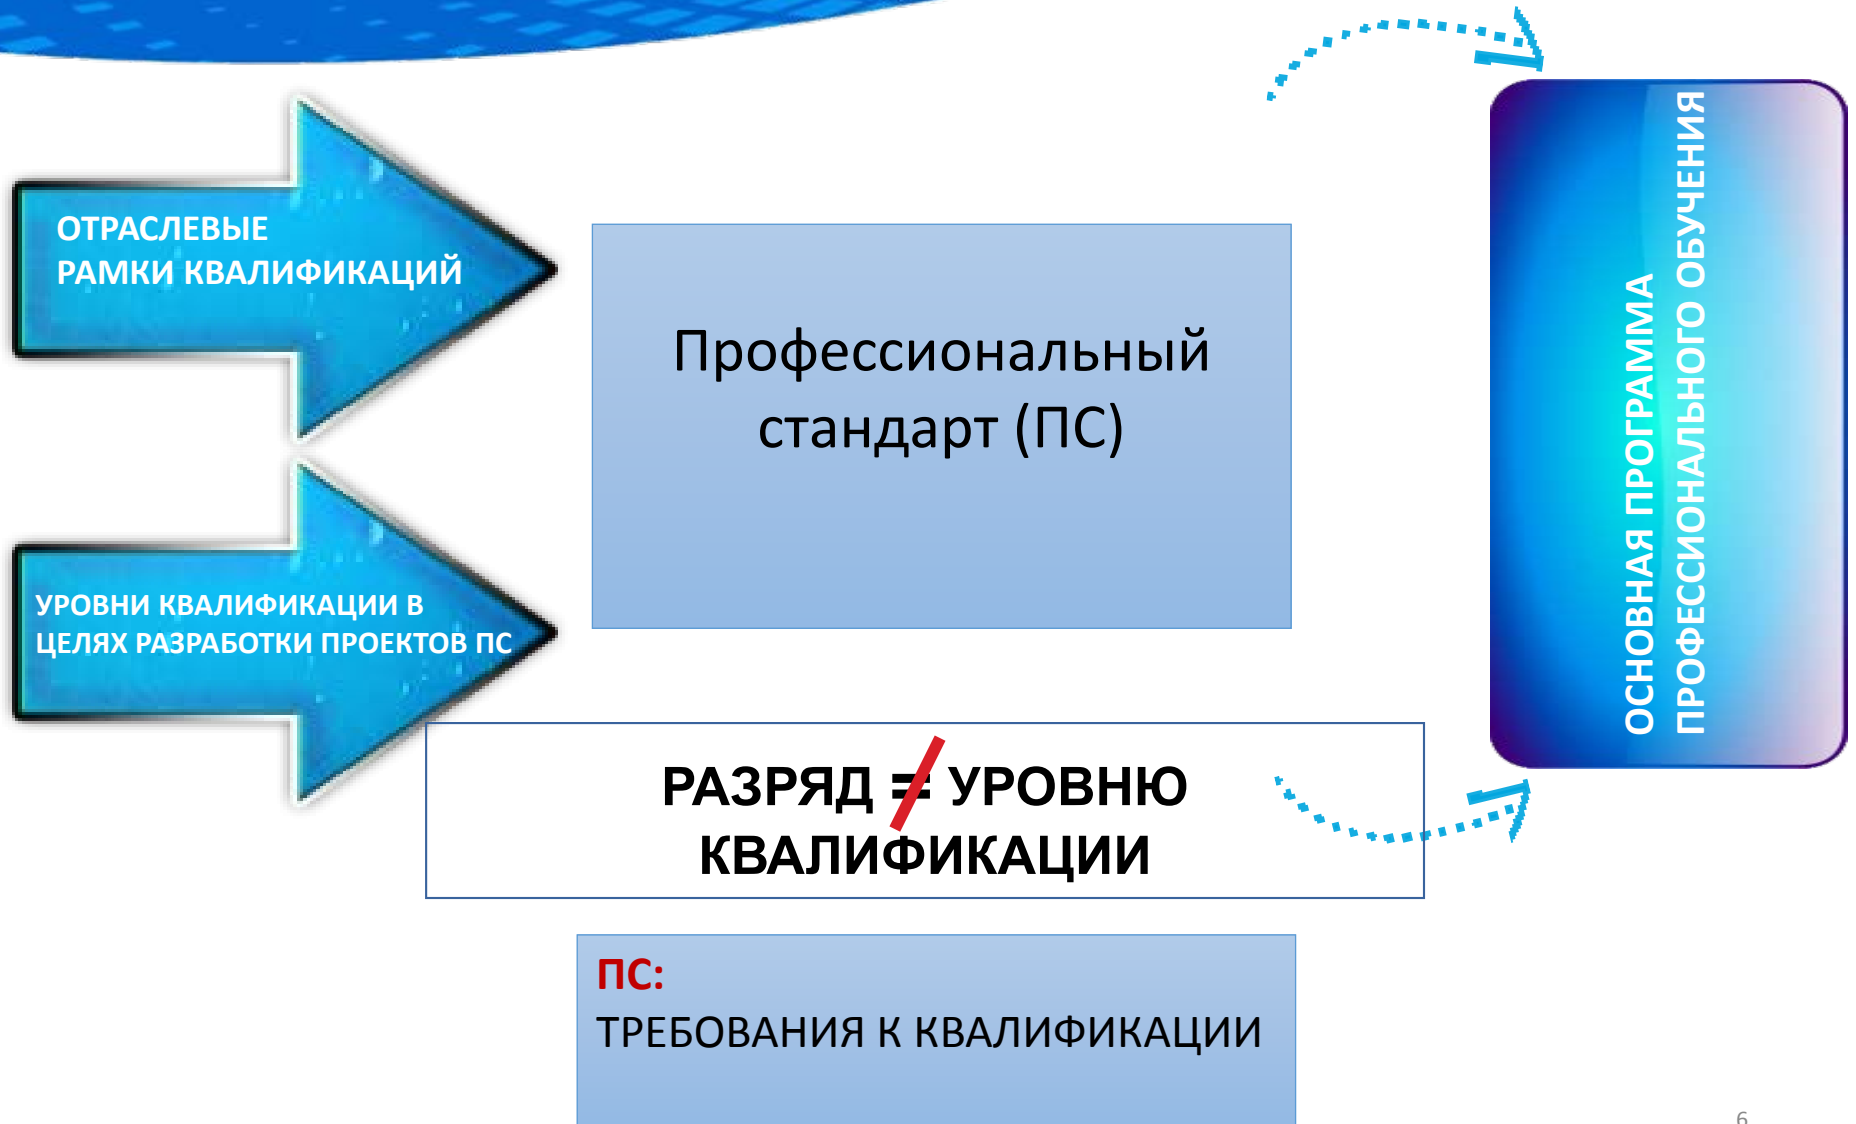 ОТРАСЛЕВЫЕ
РАМКИ КВАЛИФИКАЦИЙ
УРОВНИ КВАЛИФИКАЦИИ В
ЦЕЛЯХ РАЗРАБОТКИ ПРОЕКТОВ ПС
Профессиональный
стандарт (ПС)
РАЗРЯД = УРОВНЮ
КВАЛИФИКАЦИИ
ПС:
ТРЕБОВАНИЯ К КВАЛИФИКАЦИИ
ОСНОВНАЯ ПРОГРАММА
ПРОФЕССИОНАЛЬНОГО ОБУЧЕНИЯ
6